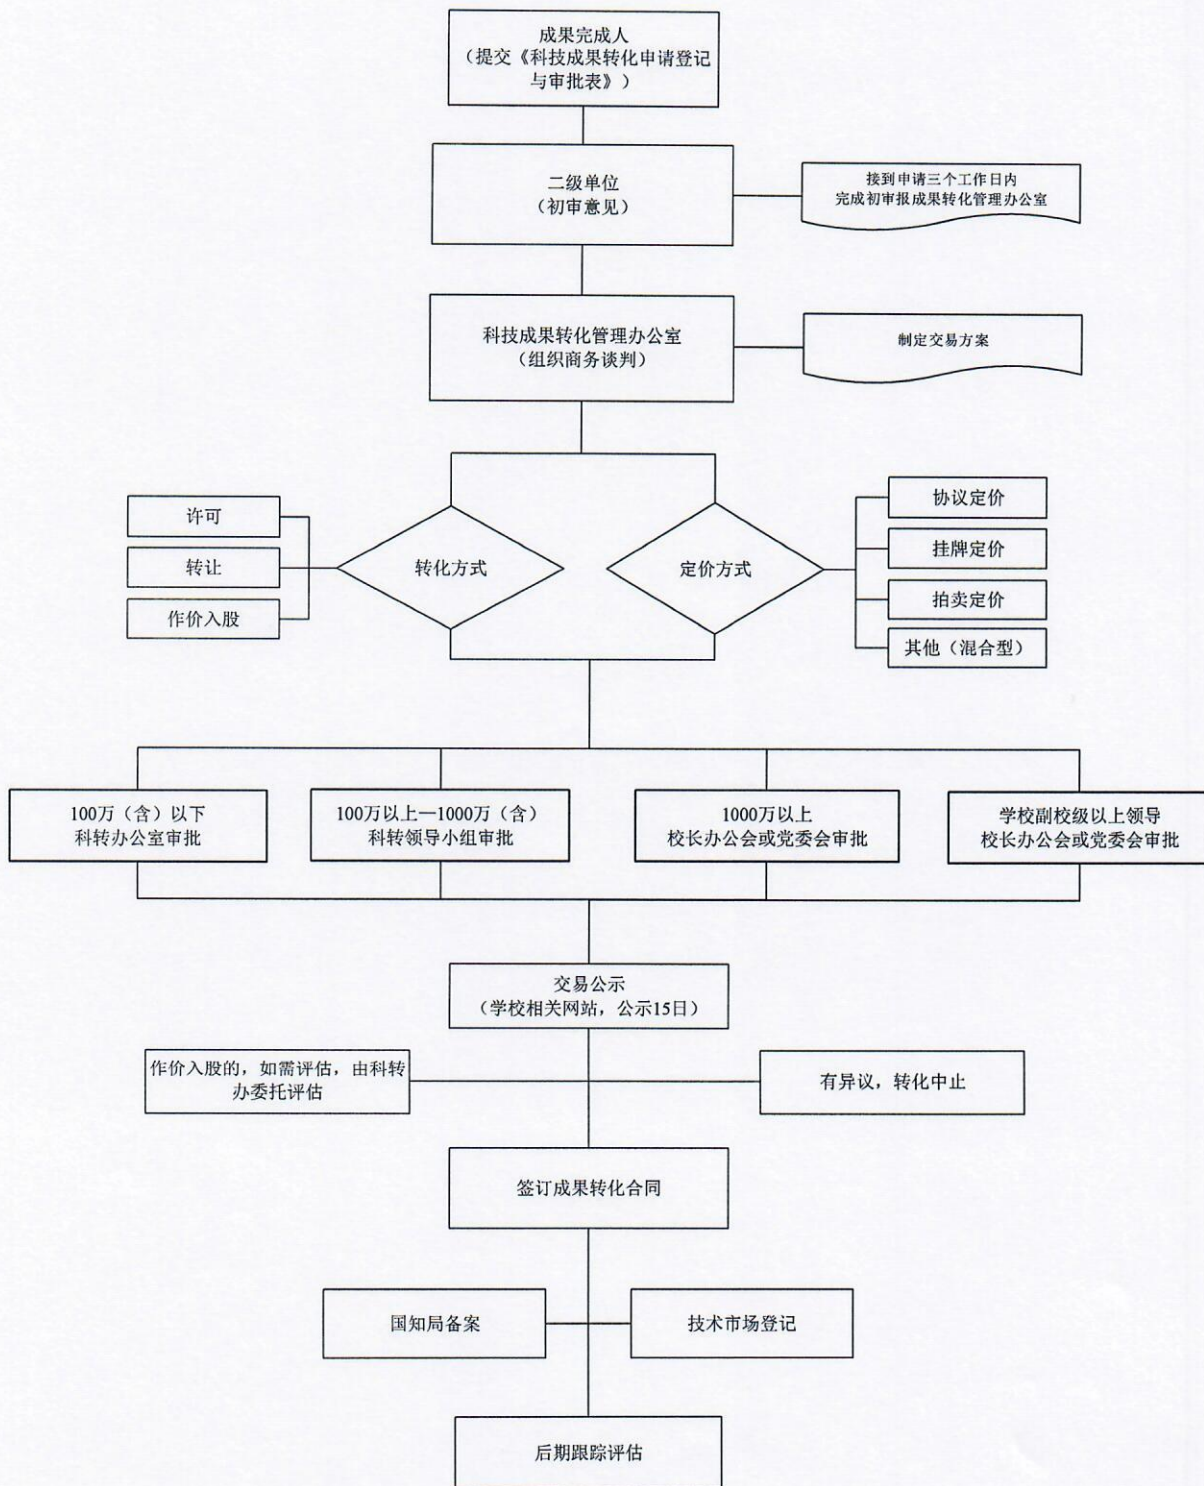 成果完成人
（提交《科技成果转化申请登记
与审批表》）
二级单位
（初审意见）
接到申请三个工作日内
完成初审报成果转化管理办公室
科技成果转化管理办公室
（组织商务谈判）
制定交易方案
许可
转让
作价入股
转化方式
定价方式
协议定价
挂牌定价
拍卖定价
其他（混合型）
100万（含）以下
科转办公室审批
100万以上—1000万（含）
科转领导小组审批
1000万以上
校长办公会或党委会审批
学校副校级以上领导
校长办公会或党委会审批
交易公示
（学校相关网站，公示15日）
作价入股的，如需评估，由科转
办委托评估
有异议，转化中止
签订成果转化合同
国知局备案
技术市场登记
后期跟踪评估